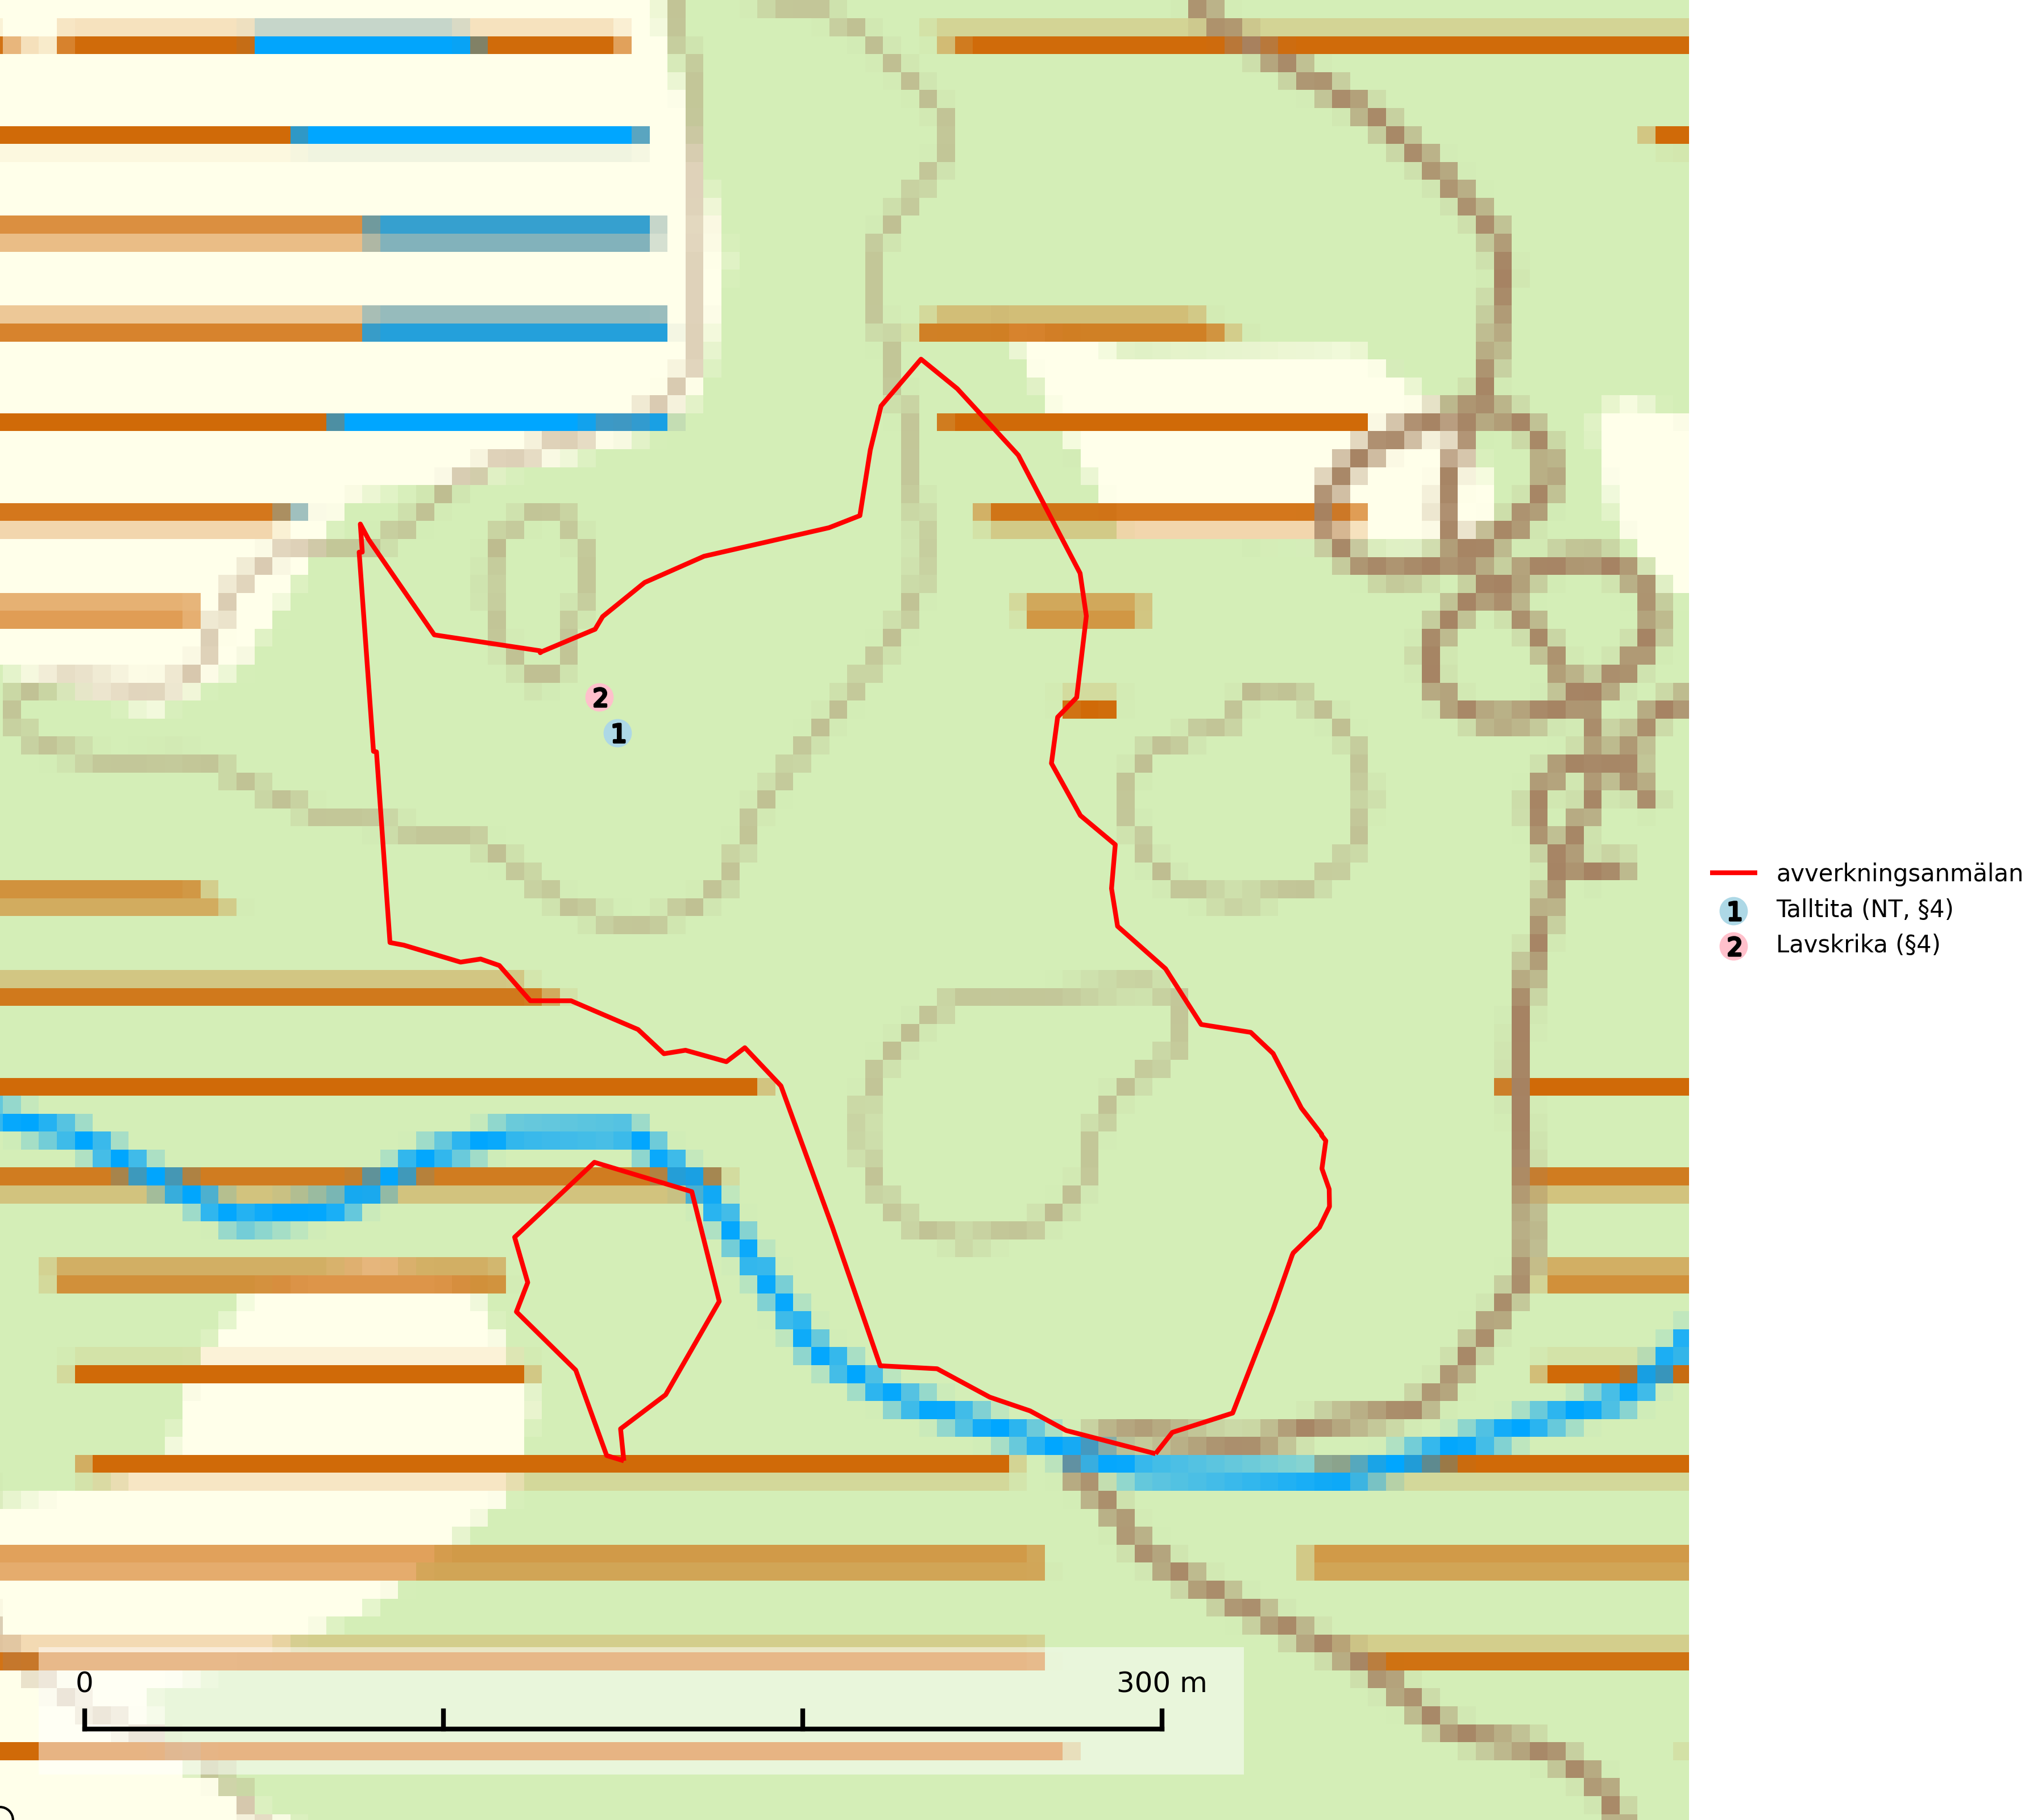 2
1
avverkningsanmälan
1 Talltita (NT, §4)
2 Lavskrika (§4)
0 300 m